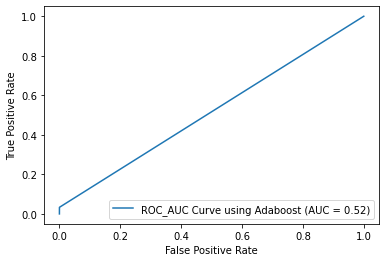 1.0
0.8
0.6
0.4
0.2
0.0
True Positive Rate
ROC_AUC Curve using Adaboost (AUC = 0.52)
0.0 0.2 0.4 0.6 0.8 1.0
False Positive Rate